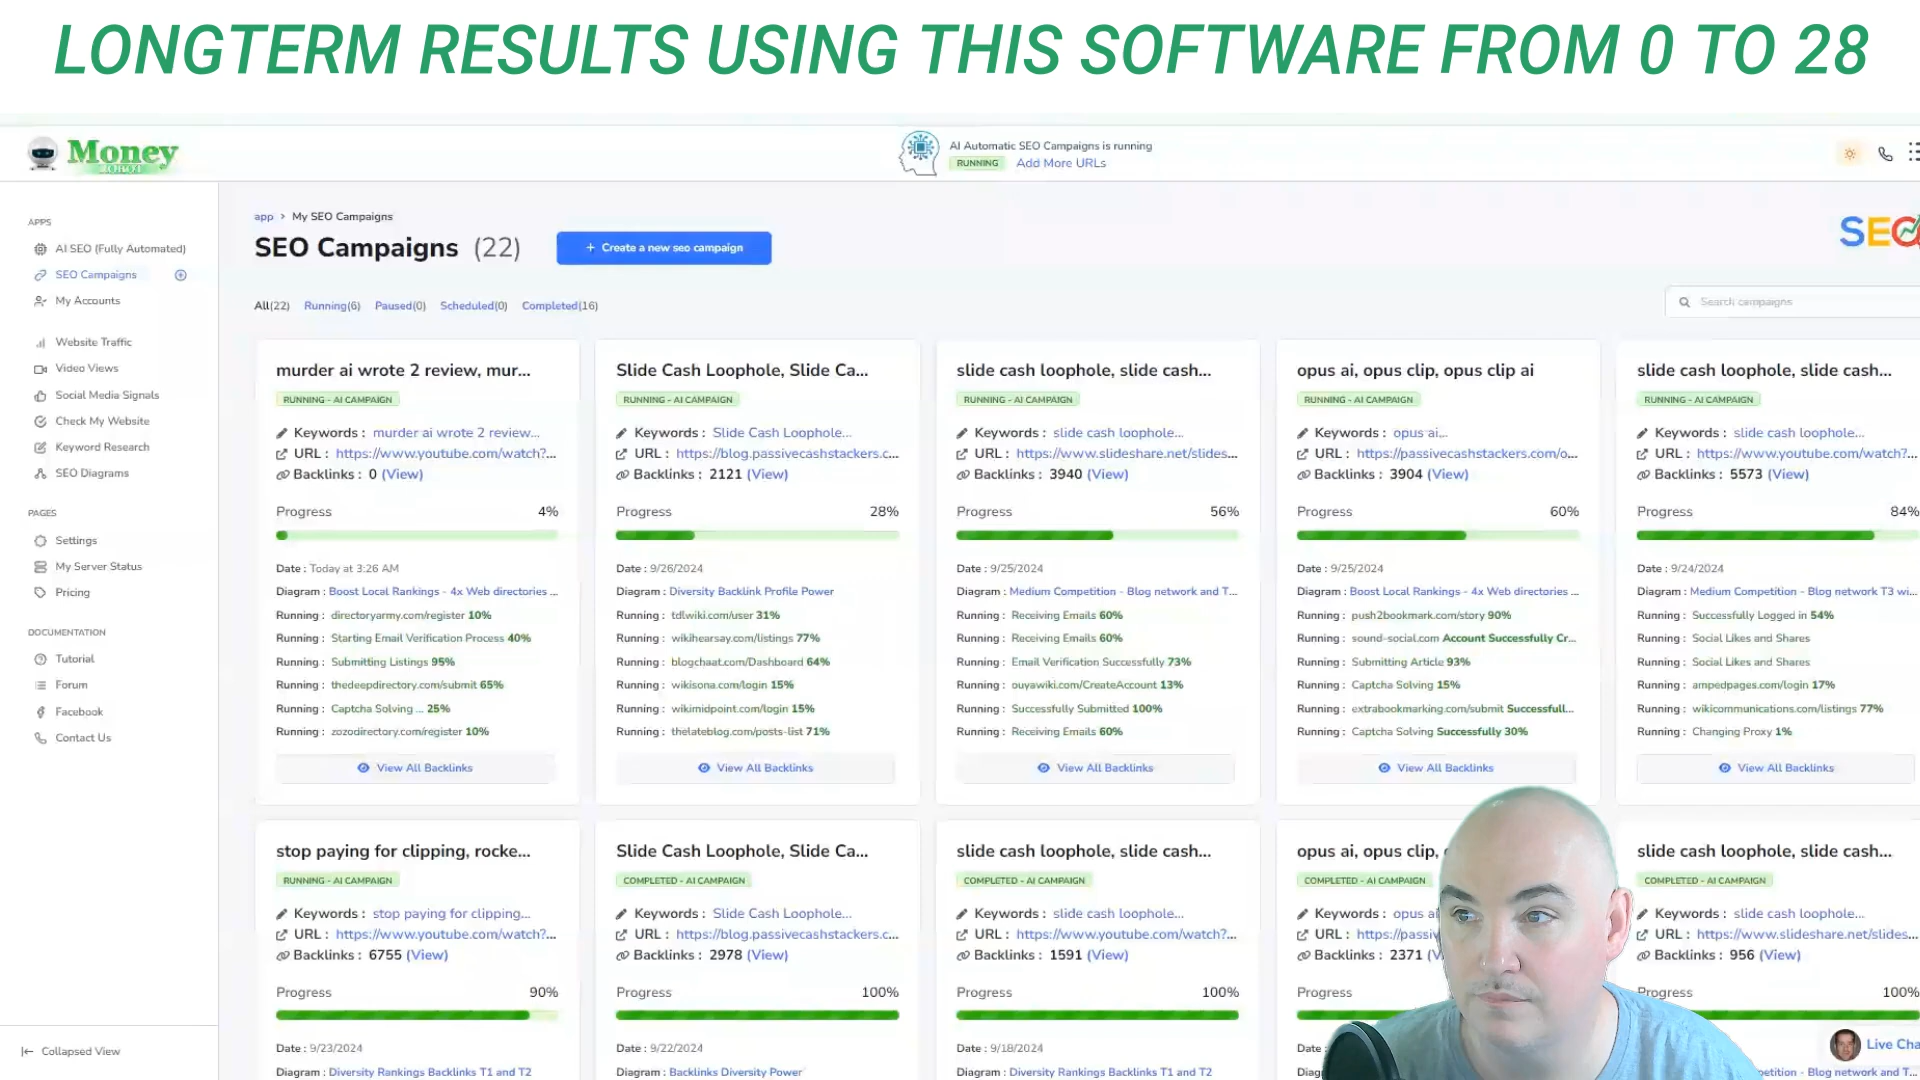 LONGTERM RESULTS USING THIS SOFTWARE FROM 0 TO 28
Money
ROBOT
AI Automatic SEO Campaigns is running
RUNNING Add More URLs
APPS
AI SEO (Fully Automated)
SEO Campaigns
My Accounts
Website Traffic
Video Views
Social Media Signals
Check My Website
Keyword Research
SEO Diagrams
PAGES
Settings
My Server Status
Pricing
DOCUMENTATION
Tutorial
Forum
Facebook
Contact Us
Collapsed View
app > My SEO Campaigns
SEO Campaigns (22)
+ Create a new seo campaign
SEO
All(22) Running(6) Paused(0) Scheduled(0) Completed(16)
Search campaigns
murder ai wrote 2 review, mur...
RUNNING - AI CAMPAIGN
Keywords : murder ai wrote 2 review...
URL : https://www.youtube.com/watch?...
Backlinks : 0 (View)
Progress 4%
Date : Today at 3:26 AM
Diagram : Boost Local Rankings - 4x Web directories ...
Running : directoryarmy.com/register 10%
Running : Starting Email Verification Process 40%
Running : Submitting Listings 95%
Running : thedeepdirectory.com/submit 65%
Running : Captcha Solving ... 25%
Running : zozodirectory.com/register 10%
View All Backlinks
Slide Cash Loophole, Slide Ca...
RUNNING - AI CAMPAIGN
Keywords : Slide Cash Loophole...
URL : https://blog.passivecashstackers.c...
Backlinks : 2121 (View)
Progress 28%
Date : 9/26/2024
Diagram : Diversity Backlink Profile Power
Running : tdlwiki.com/user 31%
Running : wikihearsay.com/listings 77%
Running : blogchaat.com/Dashboard 64%
Running : wikisona.com/login 15%
Running : wikimidpoint.com/login 15%
Running : thelateblog.com/posts-list 71%
View All Backlinks
slide cash loophole, slide cash...
RUNNING - AI CAMPAIGN
Keywords : slide cash loophole...
URL : https://www.slideshare.net/slides...
Backlinks : 3940 (View)
Progress 56%
Date : 9/25/2024
Diagram : Medium Competition - Blog network and T...
Running : Receiving Emails 60%
Running : Receiving Emails 60%
Running : Email Verification Successfully 73%
Running : ouyawiki.com/CreateAccount 13%
Running : Successfully Submitted 100%
Running : Receiving Emails 60%
View All Backlinks
opus ai, opus clip, opus clip ai
RUNNING - AI CAMPAIGN
Keywords : opus ai...
URL : https://passivecashstackers.com/o...
Backlinks : 3904 (View)
Progress 60%
Date : 9/25/2024
Diagram : Boost Local Rankings - 4x Web directories ...
Running : push2bookmark.com/story 90%
Running : sound-social.com Account Successfully Cr...
Running : Submitting Article 93%
Running : Captcha Solving 15%
Running : extrabookmarking.com/submit Successfull...
Running : Captcha Solving Successfully 30%
View All Backlinks
slide cash loophole, slide cash...
RUNNING - AI CAMPAIGN
Keywords : slide cash loophole...
URL : https://www.youtube.com/watch?...
Backlinks : 5573 (View)
Progress 84%
Date : 9/24/2024
Diagram : Medium Competition - Blog network T3 wi...
Running : Successfully Logged in 54%
Running : Social Likes and Shares
Running : Social Likes and Shares
Running : ampedpages.com/login 17%
Running : wikicommunications.com/listings 77%
Running : Changing Proxy 1%
View All Backlinks
stop paying for clipping, rocke...
RUNNING - AI CAMPAIGN
Keywords : stop paying for clipping...
URL : https://www.youtube.com/watch?...
Backlinks : 6755 (View)
Progress 90%
Date : 9/23/2024
Diagram : Diversity Rankings Backlinks T1 and T2
Slide Cash Loophole, Slide Ca...
COMPLETED - AI CAMPAIGN
Keywords : Slide Cash Loophole...
URL : https://blog.passivecashstackers.c...
Backlinks : 2978 (View)
Progress 100%
Date : 9/22/2024
Diagram : Backlinks Diversity Power
slide cash loophole, slide cash...
COMPLETED - AI CAMPAIGN
Keywords : slide cash loophole...
URL : https://www.youtube.com/watch?...
Backlinks : 1591 (View)
Progress 100%
Date : 9/18/2024
Diagram : Diversity Rankings Backlinks T1 and T2
opus ai, opus clip,
COMPLETED - AI CAMPAIGN
Keywords : opus
URL : https://passiv
Backlinks : 2371
Progress
Date :
slide cash loophole, slide cash...
COMPLETED - AI CAMPAIGN
Keywords : slide cash loophole...
URL : https://www.slideshare.net/slides...
Backlinks : 956 (View)
Progress 100%
Blog network and T...
Live Cha